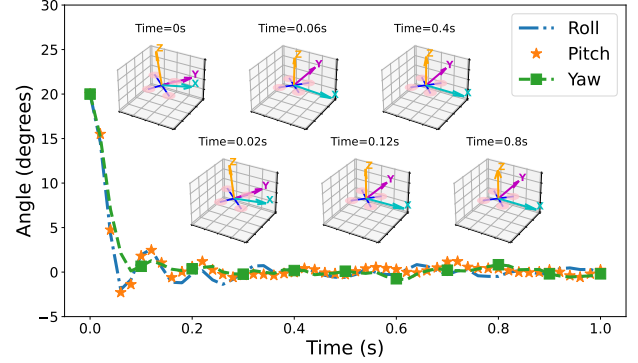 30
25
20
15
10
5
0
−5
Angle (degrees)
0.0
0.2
0.4
0.6
0.8
1.0
Time (s)
Roll
Pitch
Yaw
Time=0s
Z
Y
X
Time=0.06s
Z
Y
X
Time=0.4s
Z
Y
X
Time=0.02s
Z
Y
X
Time=0.12s
Z
Y
X
Time=0.8s
Z
Y
X